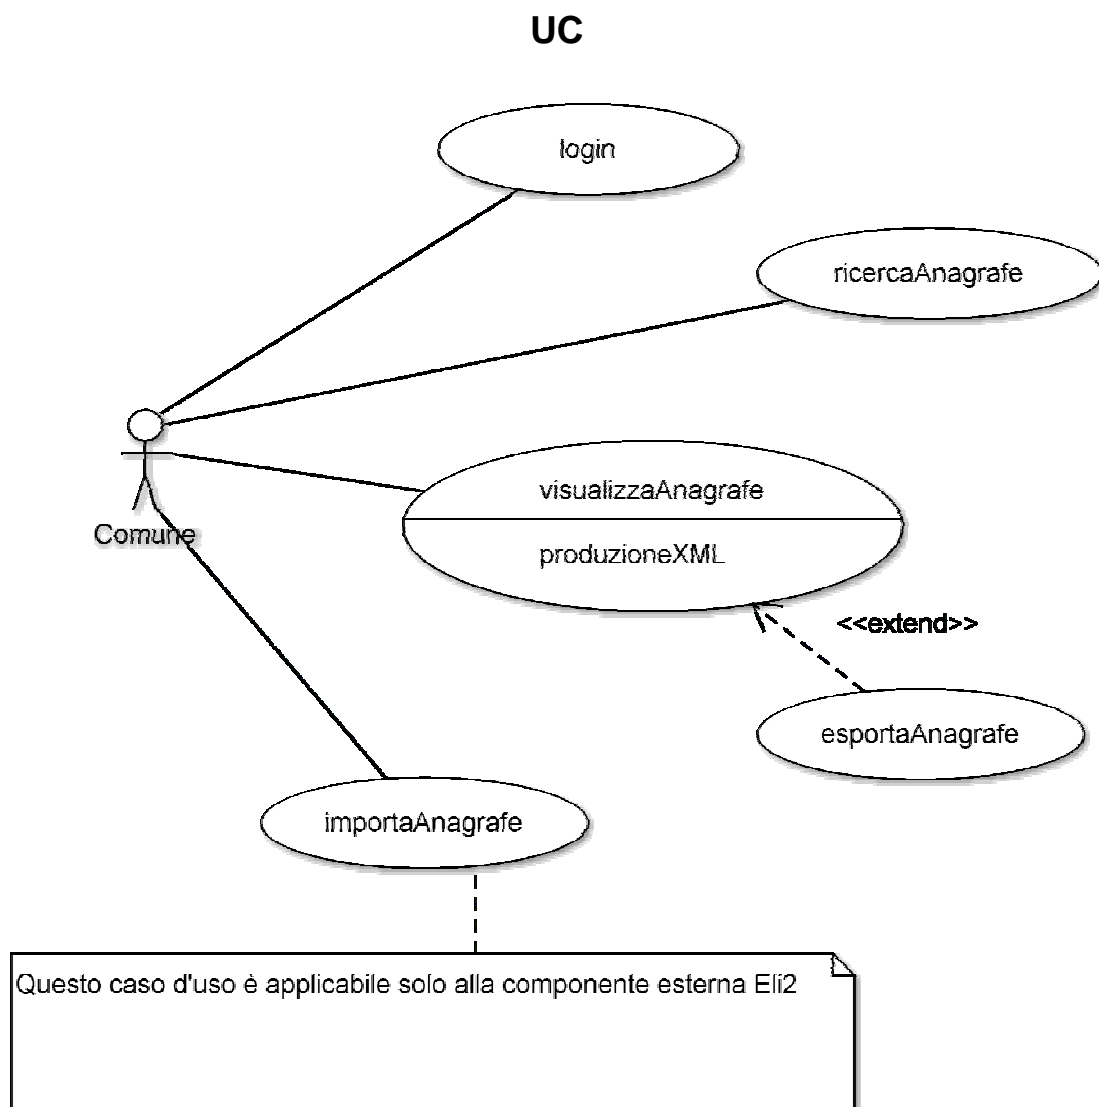 UC
login
ricercaAnagrafe
visualizzaAnagrafe
Comune
produzioneXML
<<extend>>
esportaAnagrafe
importaAnagrafe
Questo caso d'uso è applicabile solo alla componente esterna Eli2